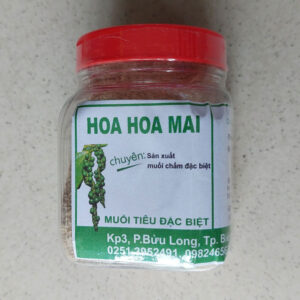 HOA HOA MAI
chuyên: Sản xuất
muối chấm đặc biệt
MUỐI TIÊU ĐẶC BIỆT
Kp3, P.Bửu Long, Tp.
0251.3952491,